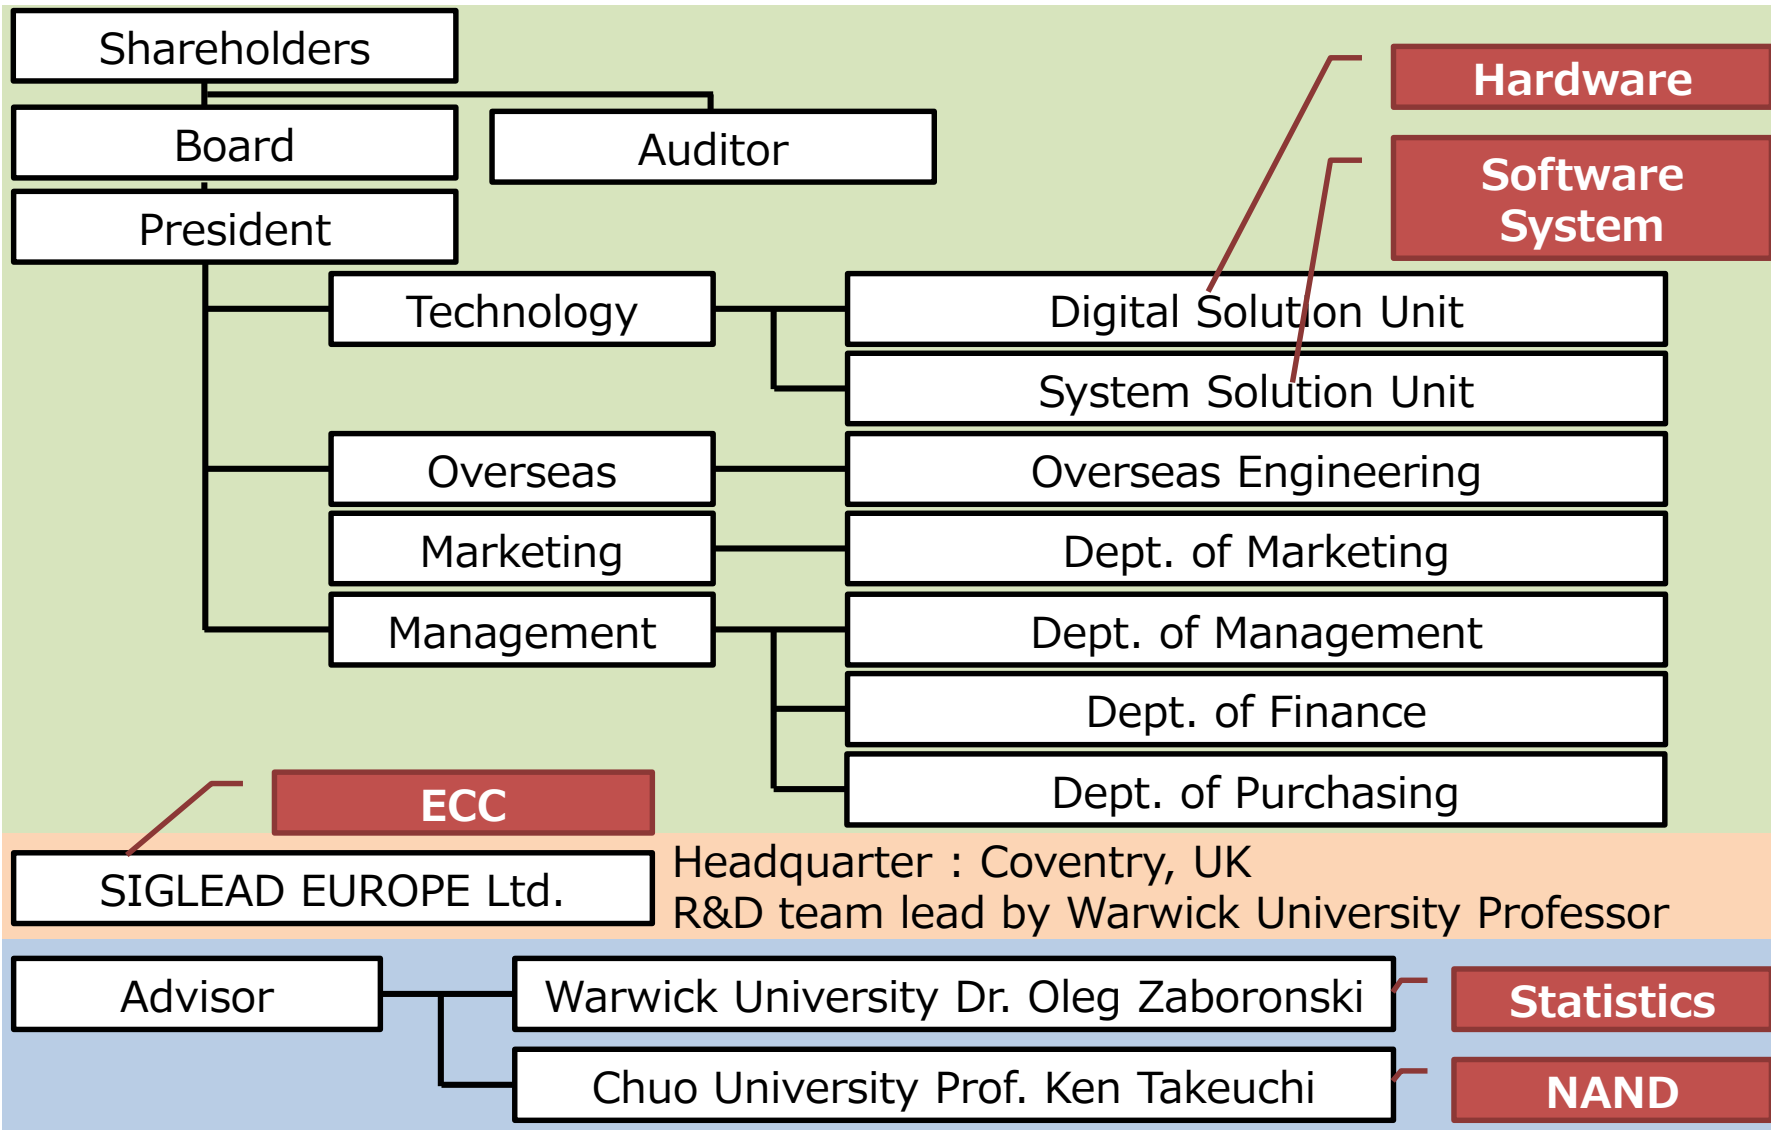 Shareholders
Hardware
Board
Auditor
Software
System
President
Technology
Digital Solution Unit
System Solution Unit
Overseas
Overseas Engineering
Marketing
Dept. of Marketing
Management
Dept. of Management
Dept. of Finance
Dept. of Purchasing
ECC
SIGLEAD EUROPE Ltd.
Headquarter : Coventry, UK
R&D team lead by Warwick University Professor
Advisor
Warwick University Dr. Oleg Zaboronski
Statistics
Chuo University Prof. Ken Takeuchi
NAND